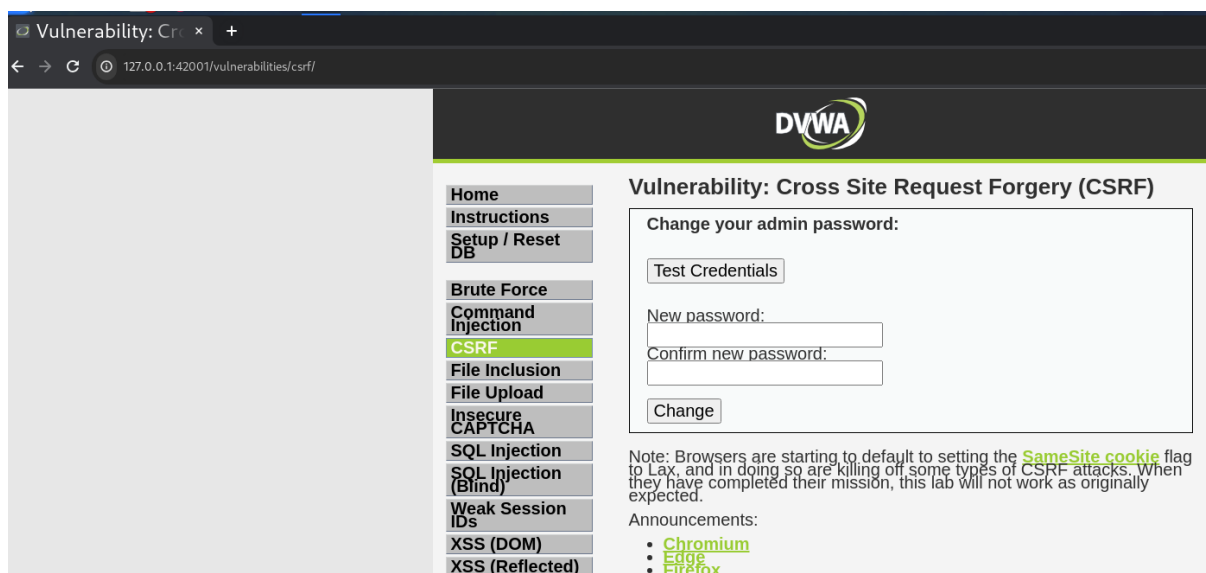 Vulnerability: Cr
127.0.0.1:42001/vulnerabilities/csrf/
DVWA
Home
Instructions
Setup / Reset
DB
Brute Force
Command
Injection
CSRF
File Inclusion
File Upload
Insecure
CAPTCHA
SQL Injection
SQL Injection
(Blind)
Weak Session
IDs
XSS (DOM)
XSS (Reflected)
Vulnerability: Cross Site Request Forgery (CSRF)
Change your admin password:
Test Credentials
New password:
Confirm new password:
Change
Note: Browsers are starting to default to setting the SameSite cookie flag
to Lax, and in doing so are killing off some types of CSRF attacks. When
they have completed their mission, this lab will not work as originally
expected.
Announcements:
• Chromium
• Edge
• Firefox